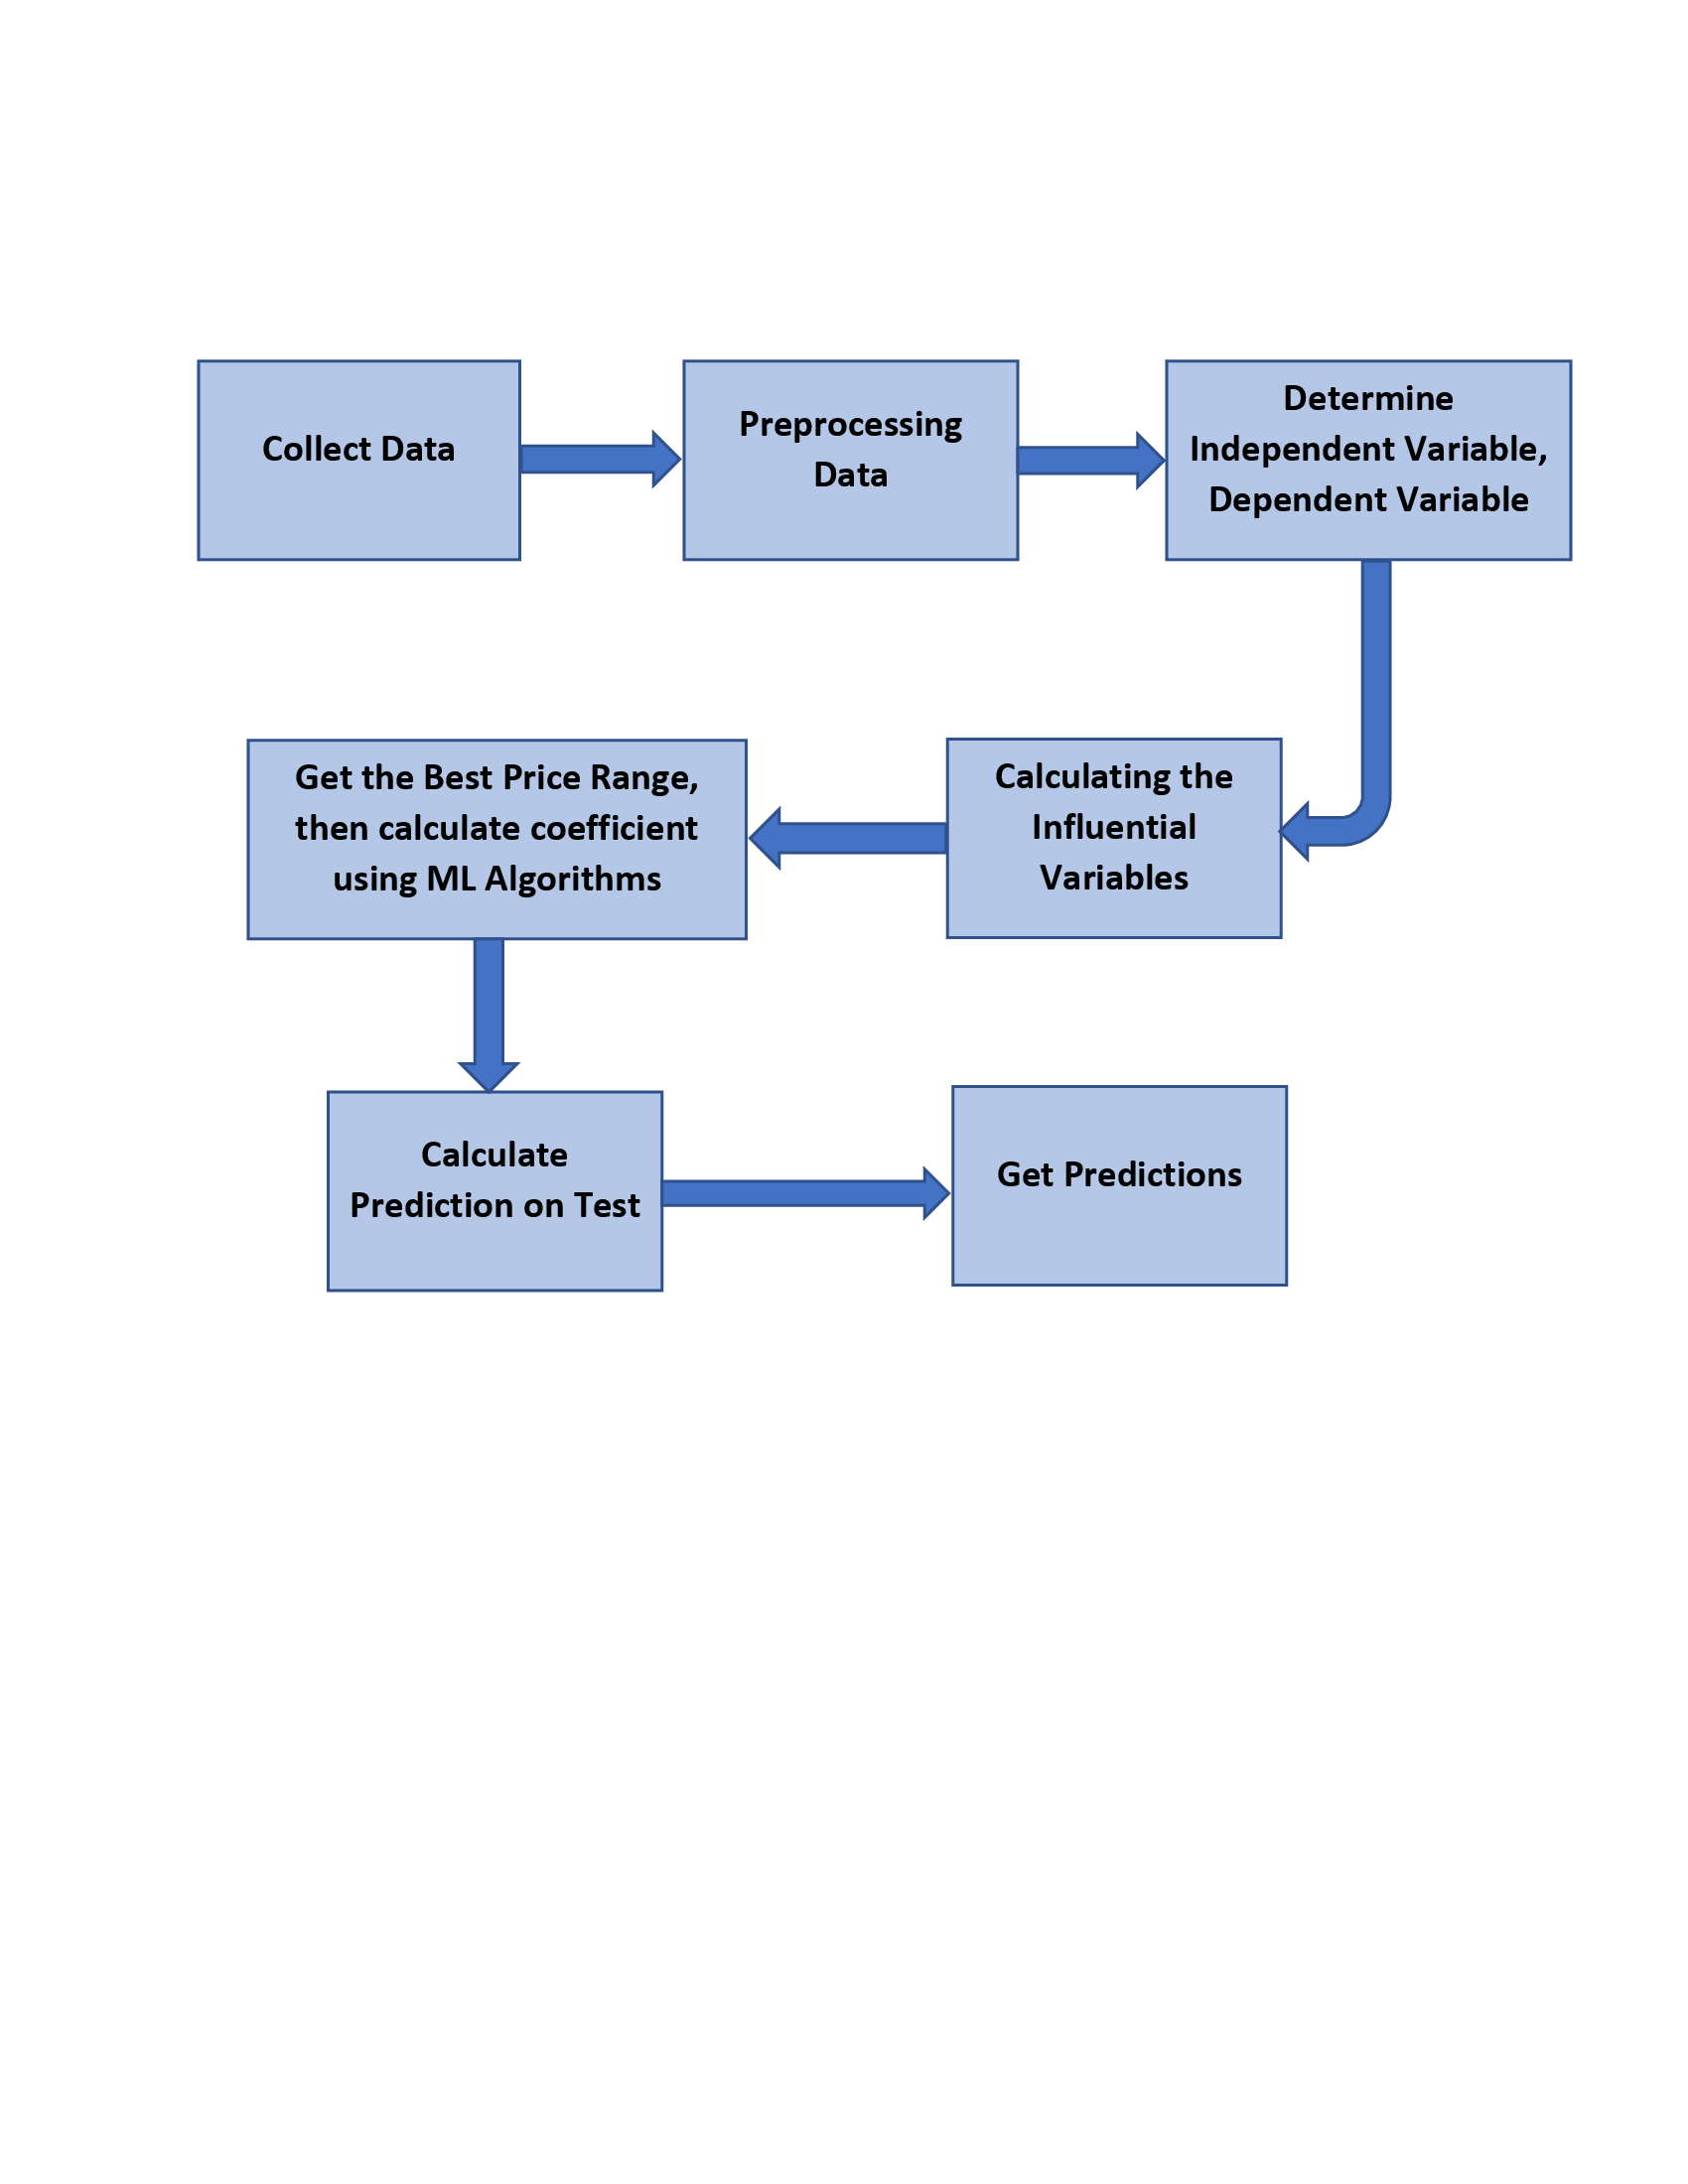 Collect Data
Preprocessing
Data
Determine
Independent Variable,
Dependent Variable
Calculating the
Influential
Variables
Get the Best Price Range,
then calculate coefficient
using ML Algorithms
Calculate
Prediction on Test
Get Predictions